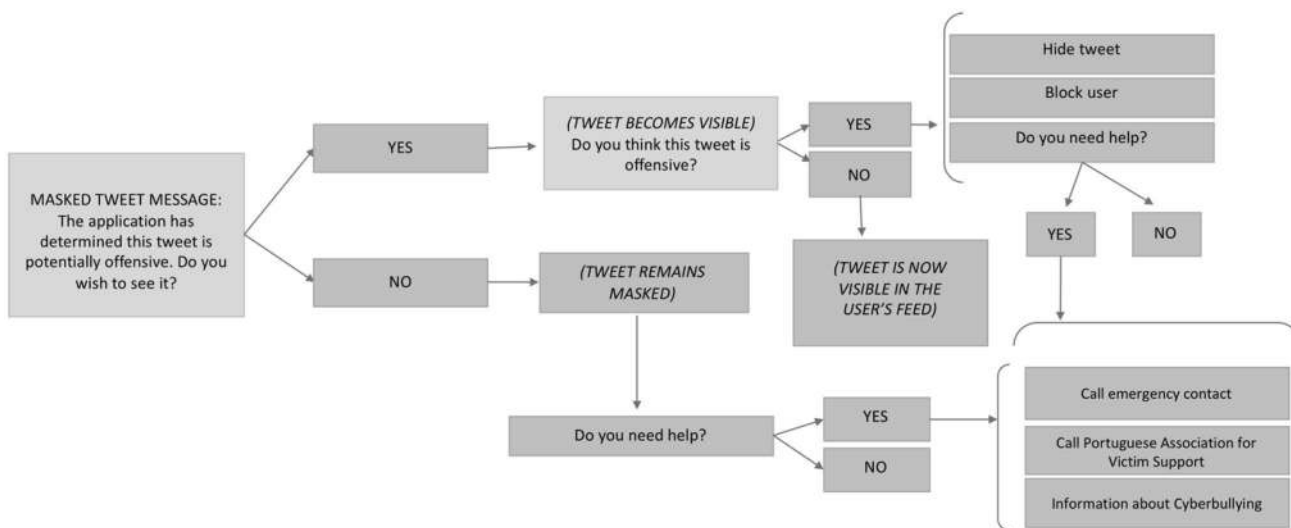 MASKED TWEET MESSAGE:
The application has
determined this tweet is
potentially offensive. Do you
wish to see it?
YES
NO
(TWEET BECOMES VISIBLE)
Do you think this tweet is
offensive?
(TWEET REMAINS
MASKED)
Do you need help?
YES
NO
(TWEET IS NOW
VISIBLE IN THE
USER'S FEED)
YES
NO
Hide tweet
Block user
Do you need help?
YES
NO
Call emergency contact
Call Portuguese Association for
Victim Support
Information about Cyberbullying